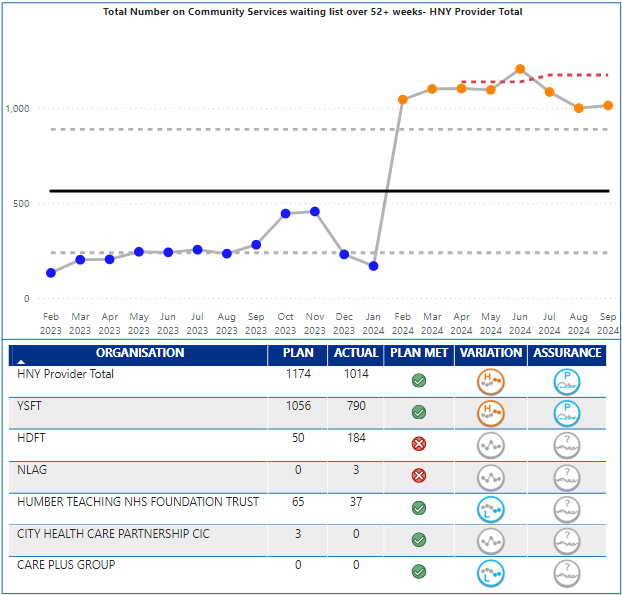 Total Number on Community Services waiting list over 52+ weeks- HNY Provider Total
1,000
500
0
Feb 2023 Mar 2023 Apr 2023 May 2023 Jun 2023 Jul 2023 Aug 2023 Sep 2023 Oct 2023 Nov 2023 Dec 2023 Jan 2024 Feb 2024 Mar 2024 Apr 2024 May 2024 Jun 2024 Jul 2024 Aug 2024 Sep 2024
ORGANISATION PLAN ACTUAL PLAN MET VARIATION ASSURANCE
HNY Provider Total 1174 1014 H P
YSFT 1056 790 H P
HDFT 50 184 ?
NLAG 0 3 ?
HUMBER TEACHING NHS FOUNDATION TRUST 65 37 L ?
CITY HEALTH CARE PARTNERSHIP CIC 3 0 ?
CARE PLUS GROUP 0 0 L ?